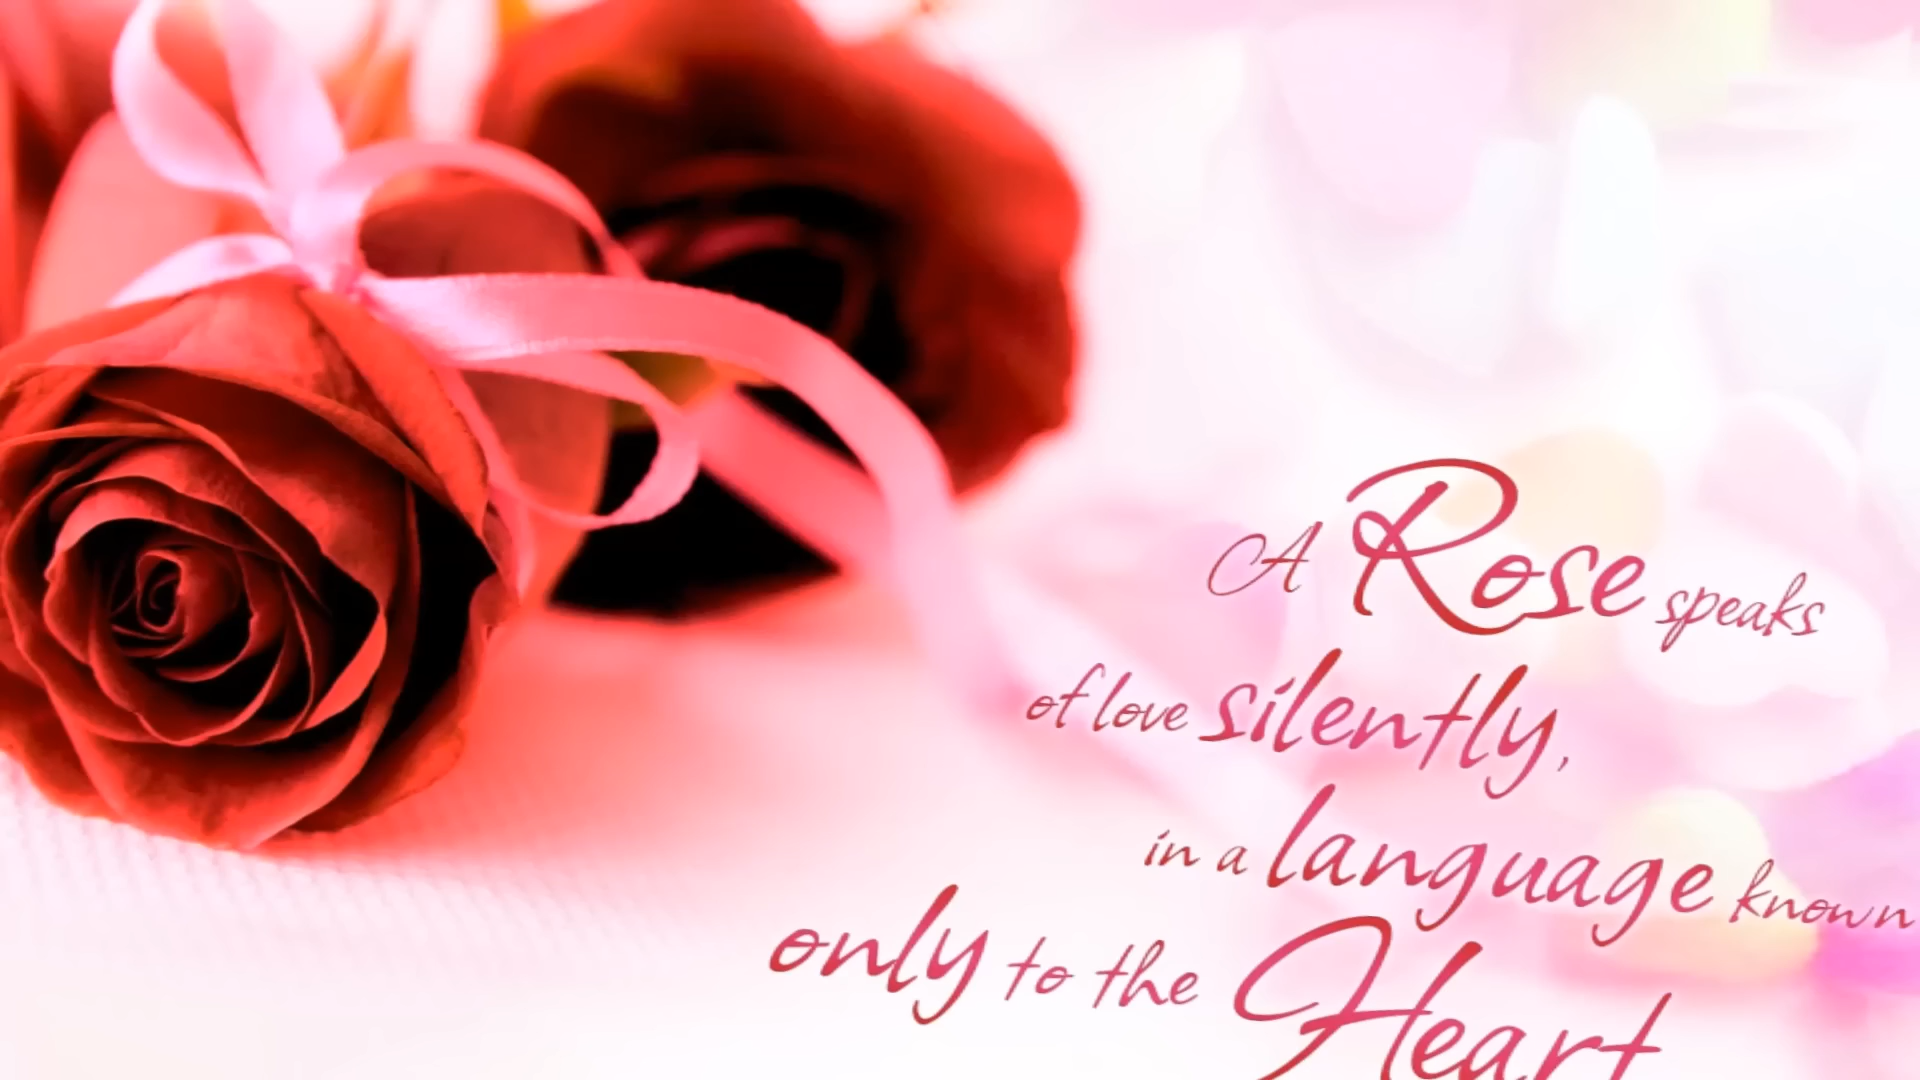 A Rose speaks
of love silently,
in a language known
only to the Heart